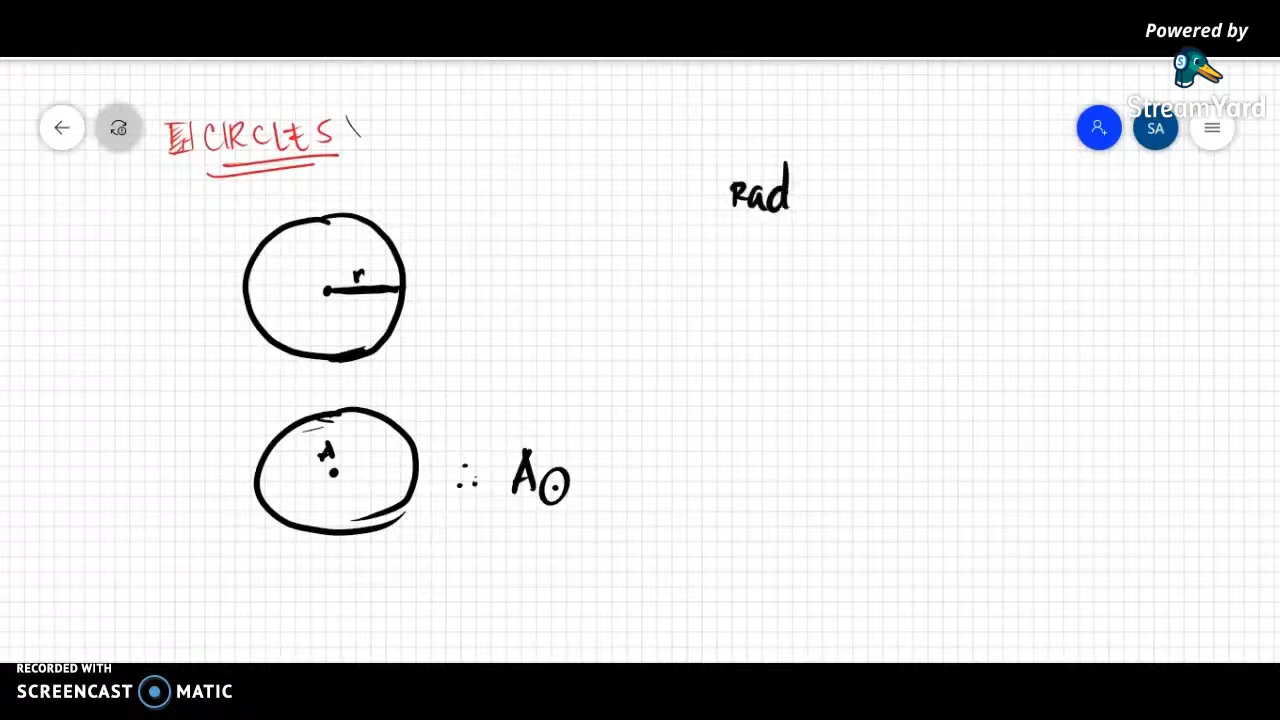 Powered by
StreamYard
CIRCLES
SA
Rad
r
A
∴ A⊙
RECORDED WITH
SCREENCAST MATIC